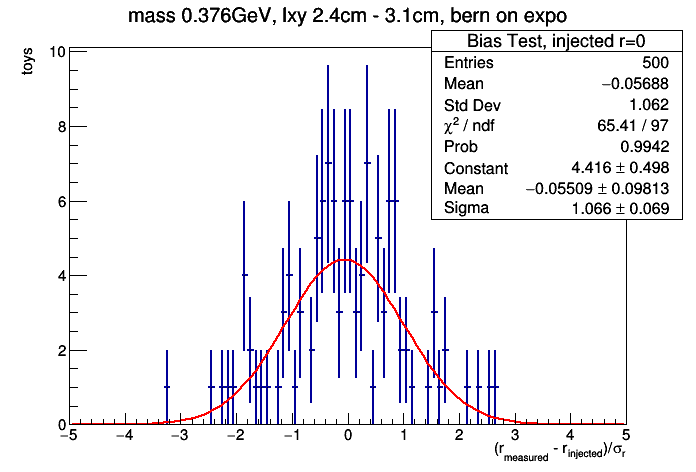 mass 0.376GeV, lxy 2.4cm - 3.1cm, bern on expo
toys
Bias Test, injected r=0
Entries 500
Mean −0.05688
Std Dev 1.062
χ² / ndf 65.41 / 97
Prob 0.9942
Constant 4.416 ± 0.498
Mean −0.05509 ± 0.09813
Sigma 1.066 ± 0.069
10
8
6
4
2
0
−5 −4 −3 −2 −1 0 1 2 3 4 5
(r_measured - r_injected)/σ_r